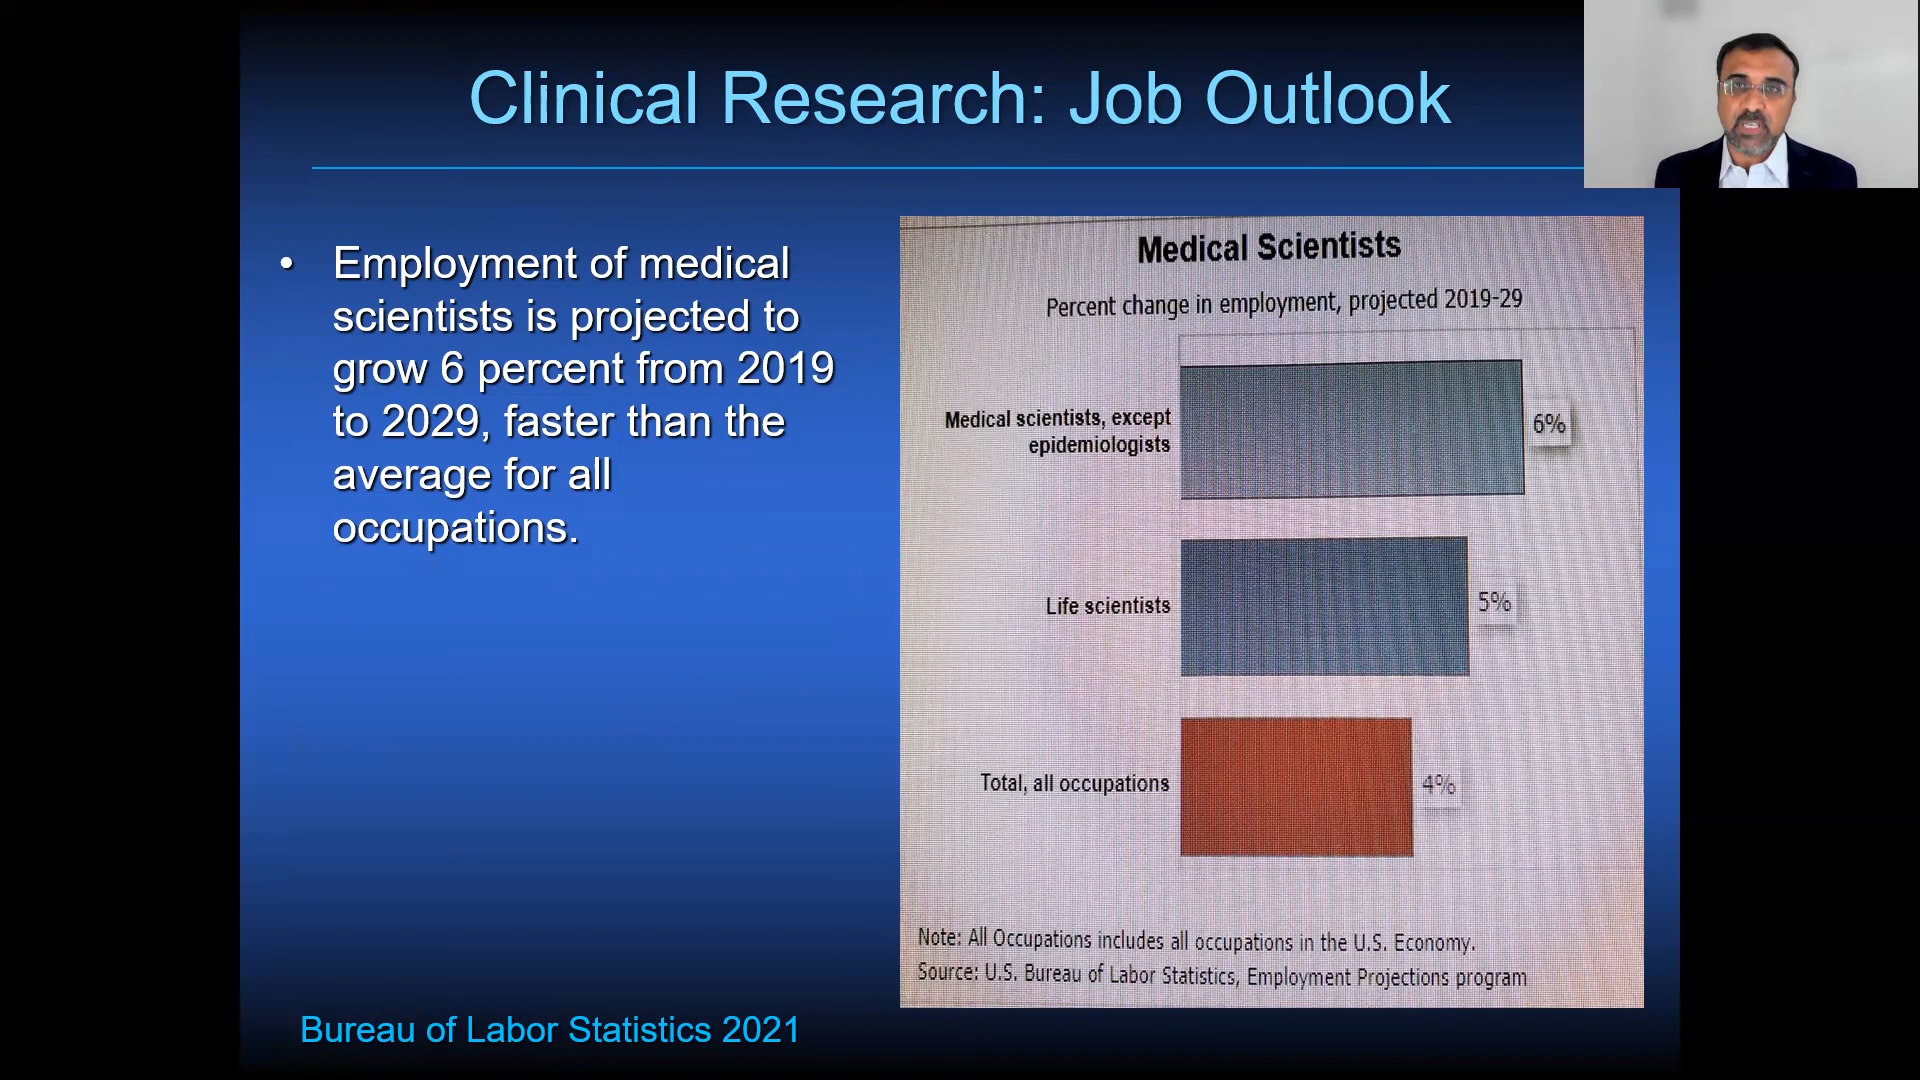 Clinical Research: Job Outlook
• Employment of medical
scientists is projected to
grow 6 percent from 2019
to 2029, faster than the
average for all
occupations.
Medical Scientists
Percent change in employment, projected 2019-29
Medical scientists, except
epidemiologists
6%
Life scientists
5%
Total, all occupations
4%
Note: All Occupations includes all occupations in the U.S. Economy.
Source: U.S. Bureau of Labor Statistics, Employment Projections program
Bureau of Labor Statistics 2021